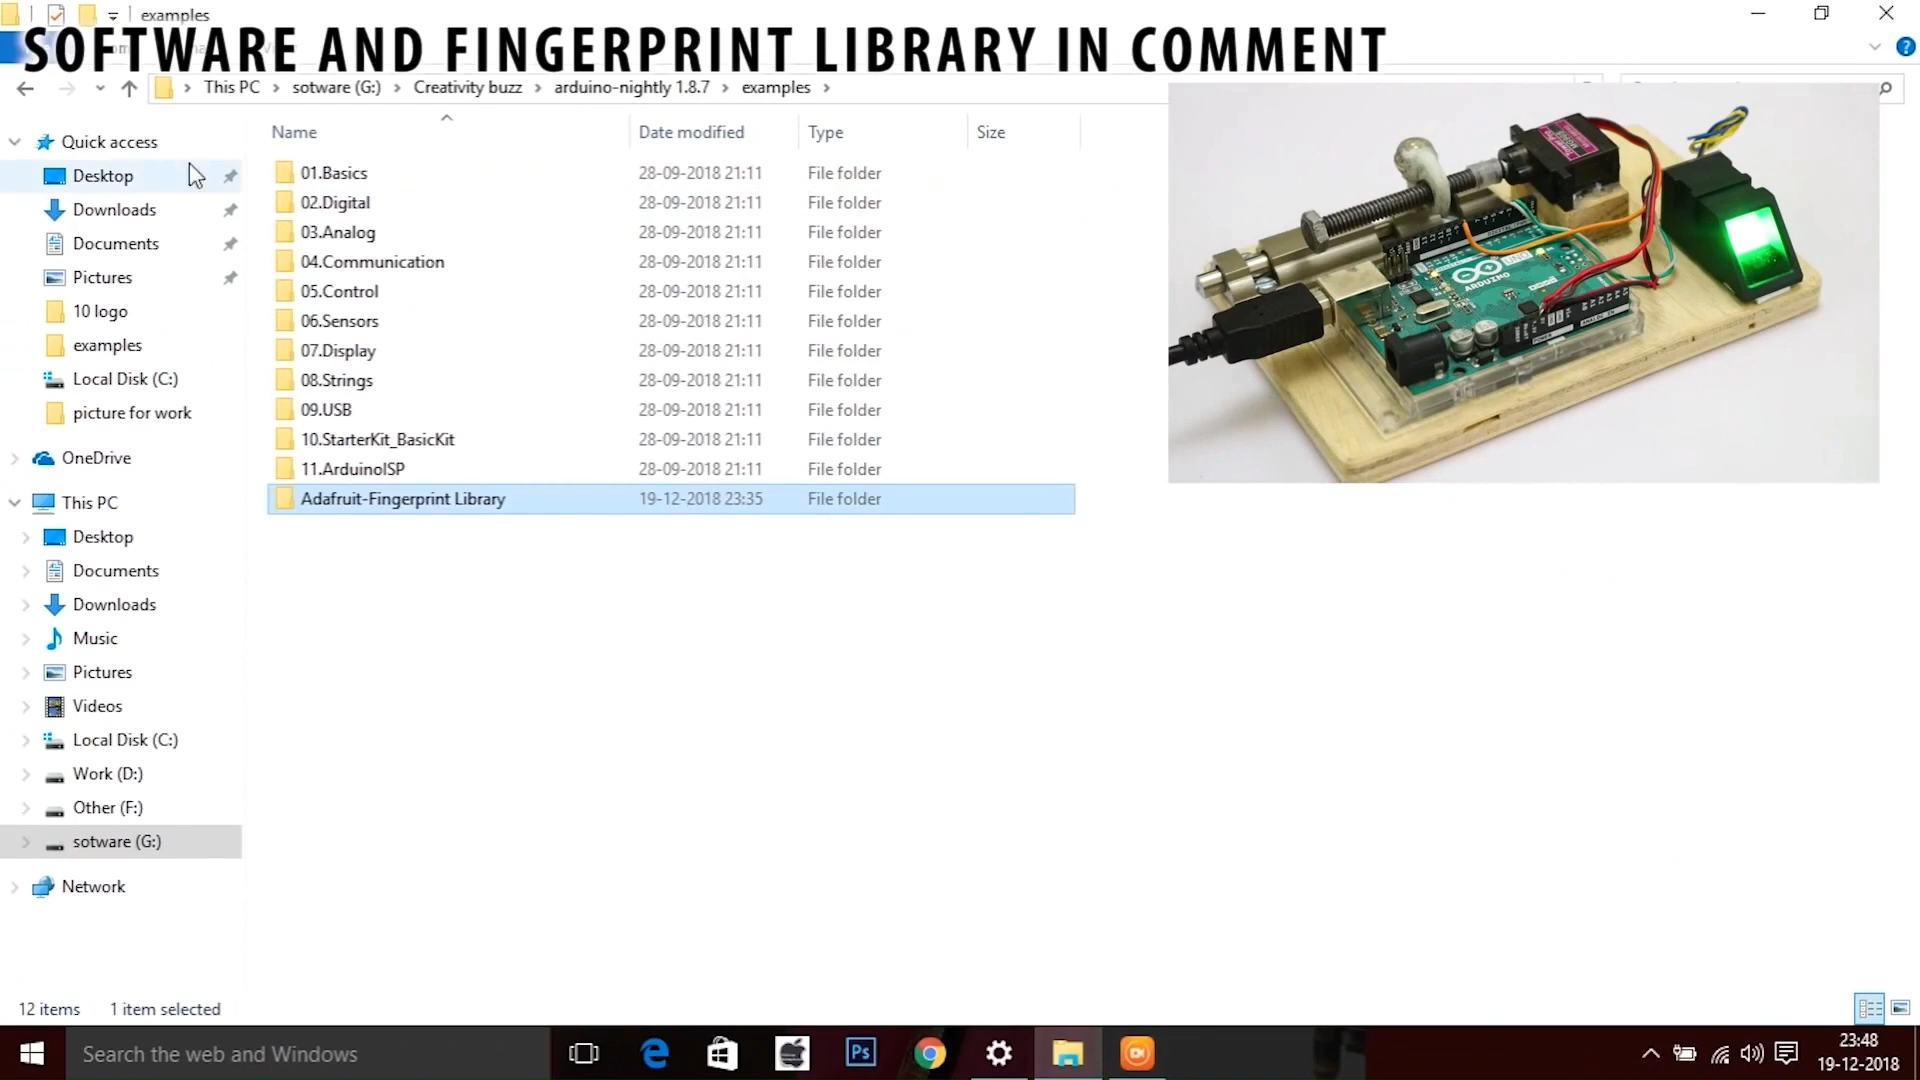 examples
SOFTWARE AND FINGERPRINT LIBRARY IN COMMENT
This PC > sotware (G:) > Creativity buzz > arduino-nightly 1.8.7 > examples >
Name Date modified Type Size
Quick access
Desktop
Downloads
Documents
Pictures
10 logo
examples
Local Disk (C:)
picture for work
OneDrive
This PC
Desktop
Documents
Downloads
Music
Pictures
Videos
Local Disk (C:)
Work (D:)
Other (F:)
sotware (G:)
Network
01.Basics 28-09-2018 21:11 File folder
02.Digital 28-09-2018 21:11 File folder
03.Analog 28-09-2018 21:11 File folder
04.Communication 28-09-2018 21:11 File folder
05.Control 28-09-2018 21:11 File folder
06.Sensors 28-09-2018 21:11 File folder
07.Display 28-09-2018 21:11 File folder
08.Strings 28-09-2018 21:11 File folder
09.USB 28-09-2018 21:11 File folder
10.StarterKit_BasicKit 28-09-2018 21:11 File folder
11.ArduinoISP 28-09-2018 21:11 File folder
Adafruit-Fingerprint Library 19-12-2018 23:35 File folder
UNO
ARDUINO
POWER
ANALOG IN
12 items 1 item selected
Search the web and Windows
Ps
23:48
19-12-2018